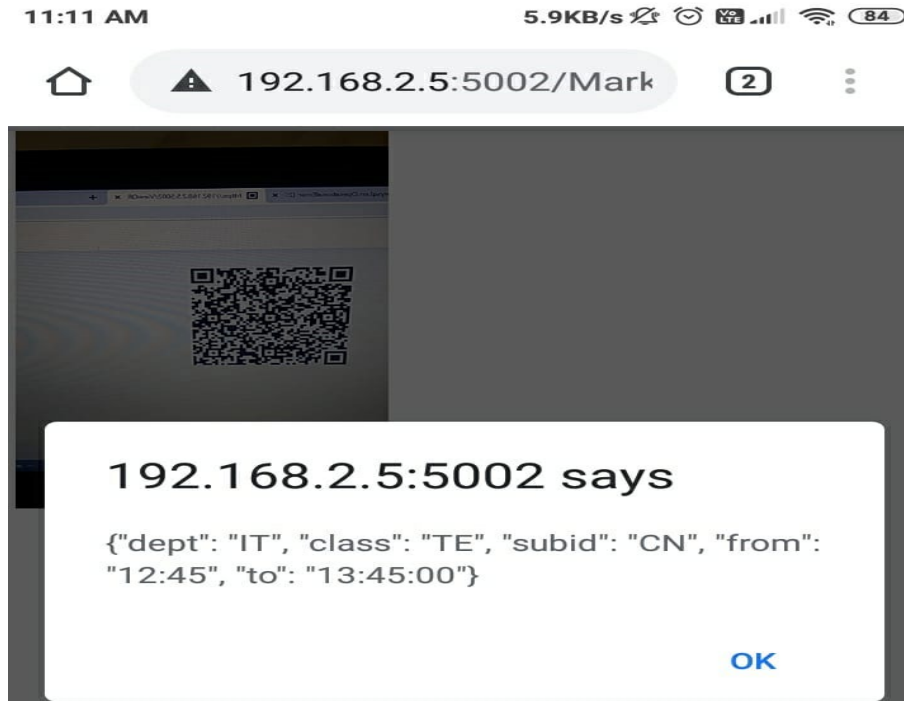 11:11 AM 5.9KB/s VoLTE 84
192.168.2.5:5002/Mark 2
192.168.2.5:5002 says
{"dept": "IT", "class": "TE", "subid": "CN", "from":
"12:45", "to": "13:45:00"}
OK